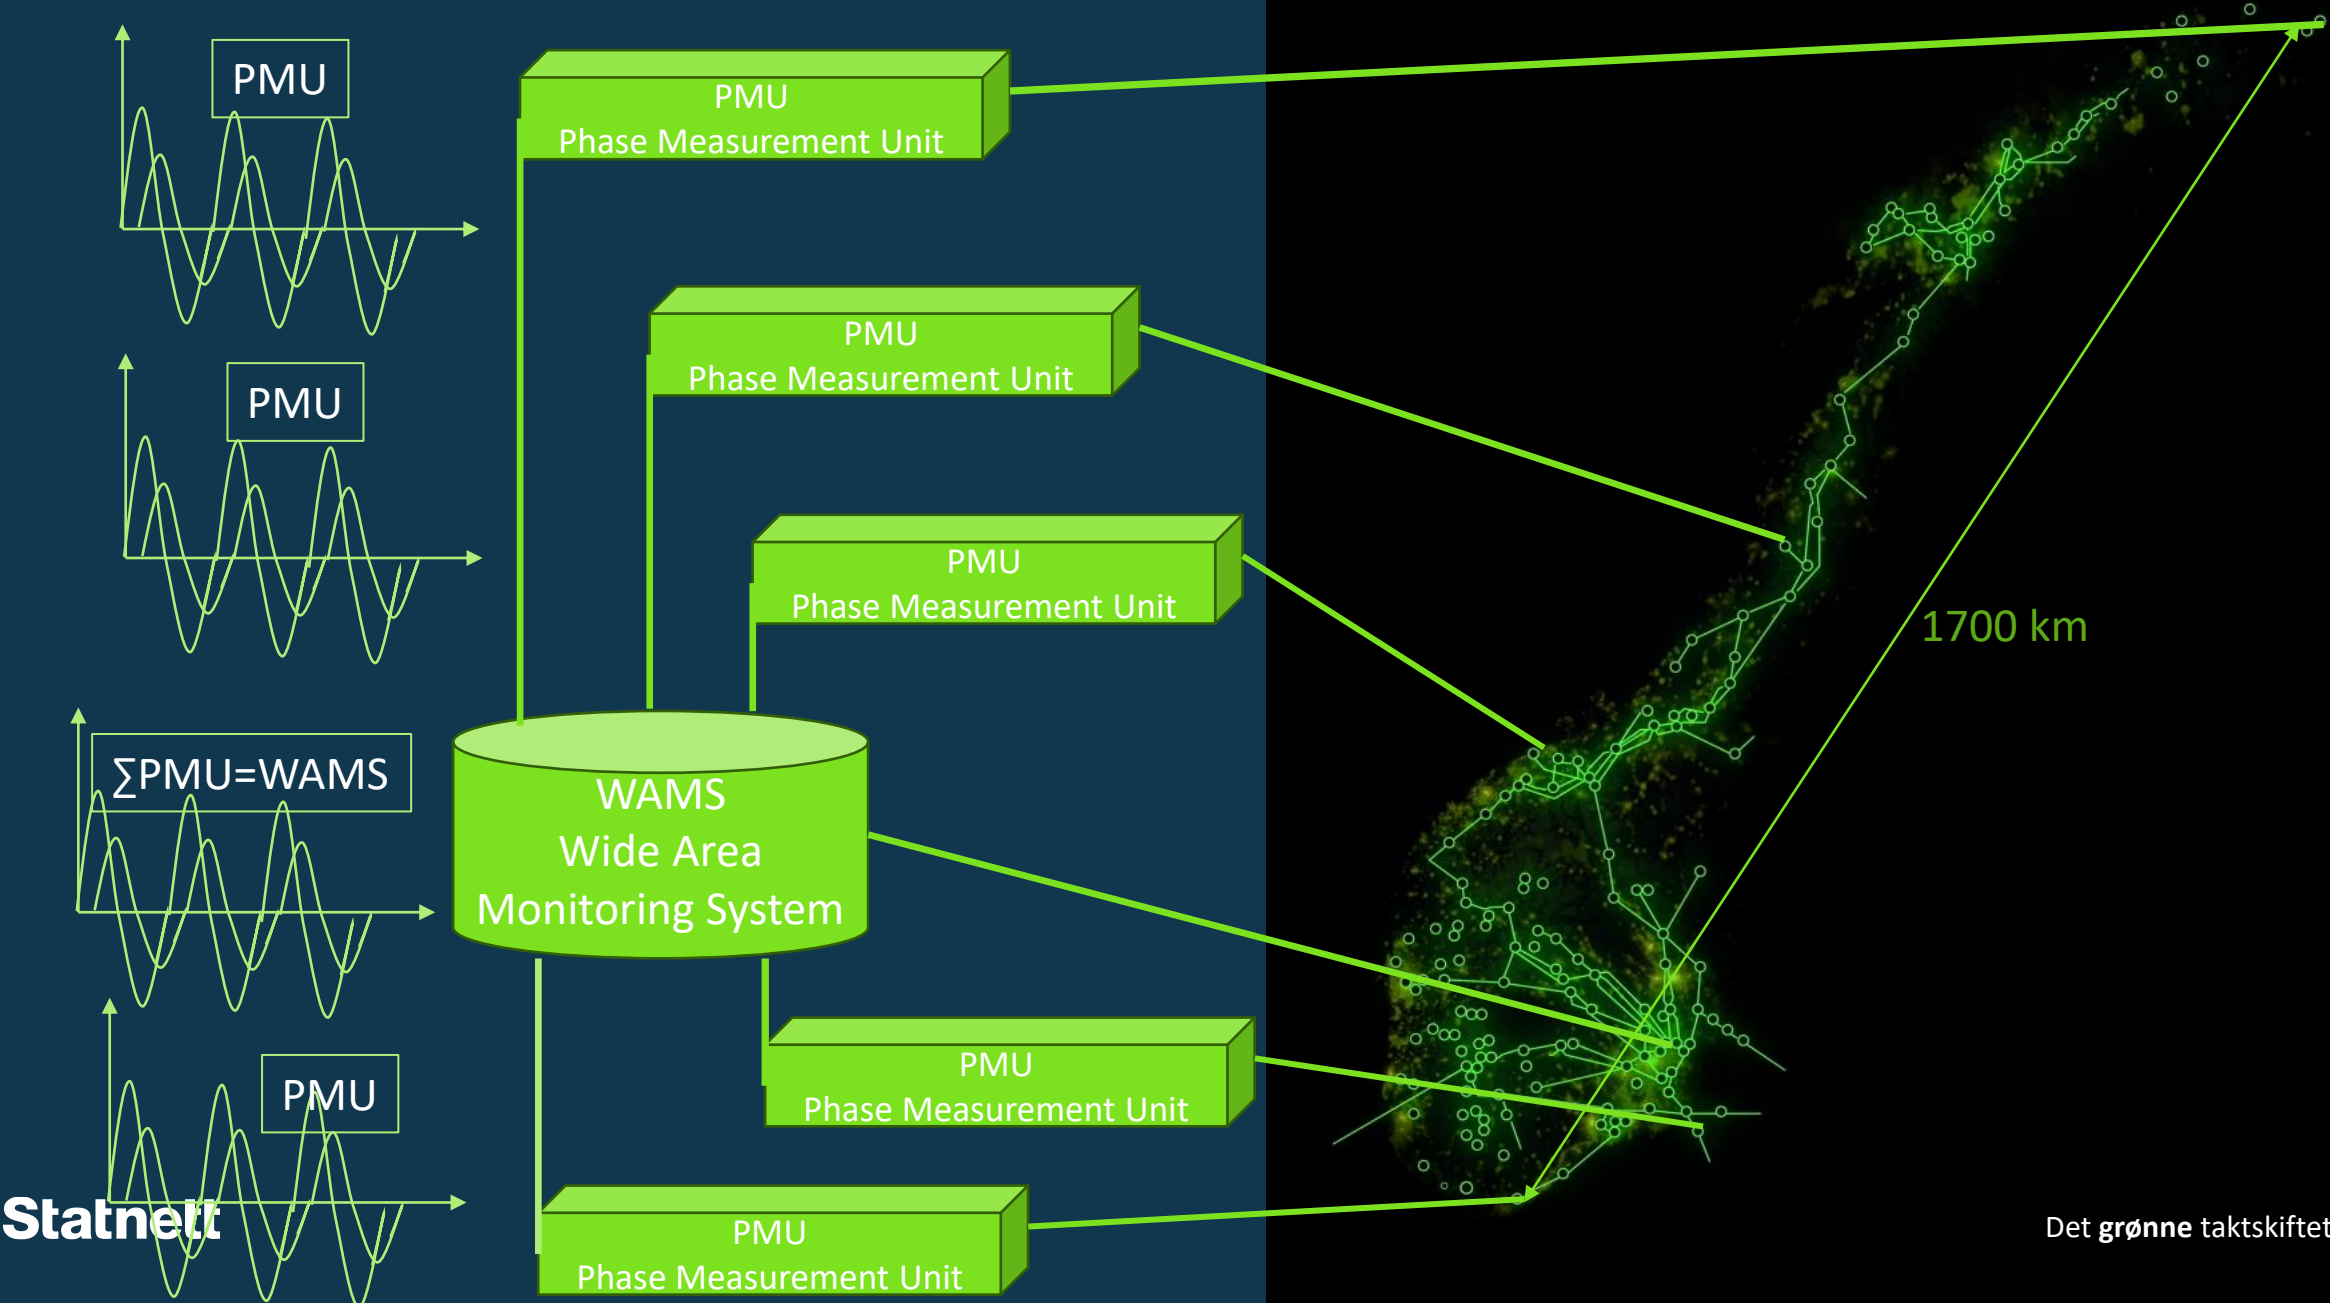 PMU
PMU
Phase Measurement Unit
PMU
Phase Measurement Unit
PMU
PMU
Phase Measurement Unit
1700 km
∑PMU=WAMS
WAMS
Wide Area
Monitoring System
PMU
PMU
Phase Measurement Unit
PMU
Phase Measurement Unit
Statnett
Det grønne taktskiftet